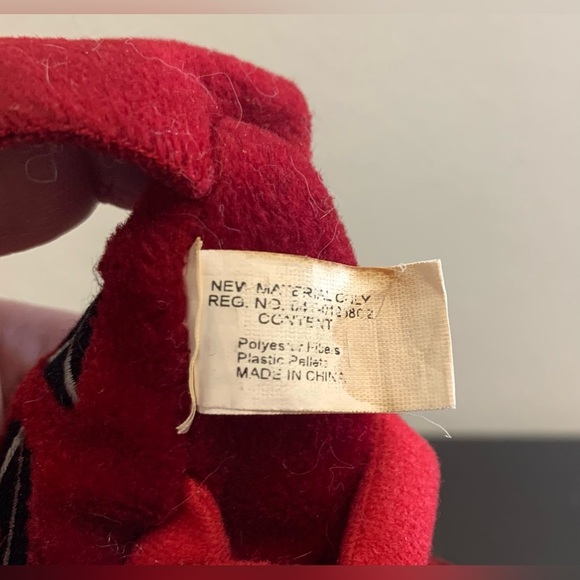 NEW MATERIAL ONLY
REG. NO.
CONTENT
Polyester Fibers
Plastic Pellets
MADE IN CHINA